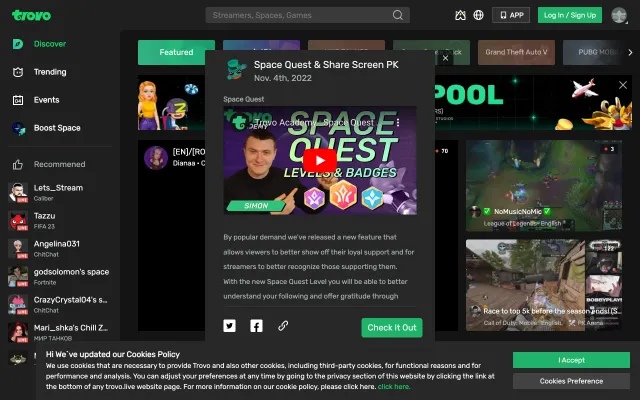 trovo
Streamers, Spaces, Games
APP
Log In / Sign Up
Discover
Trending
Events
Boost Space
Recommened
Lets_Stream
Caliber
LIVE
Tazzu
FIFA 23
LIVE
Angelina031
ChitChat
LIVE
godsolomon's space
Fortnite
LIVE
CrazyCrystal04's s...
ChitChat
LIVE
Mari_shka's Chill Z...
МИР ТАНКОВ
LIVE
Featured
Grand Theft Auto V
PUBG MOBI
POOL
[EN]/[RO
Dianaa • C
70
3
NoMusicNoMic
League of Legends · English
122
BOBBYPLAYS
Race to top 5k before the season ends! (S
Call of Duty: Mobile · English
PK Arena
Space Quest & Share Screen PK
Nov. 4th, 2022
Space Quest
Trovo Academy - Space Quest ...
SPACE
QUEST
LEVELS & BADGES
SIMON
By popular demand we've released a new feature that
allows viewers to better show off their loyal support and for
streamers to better recognize those supporting them.
With the new Space Quest Level you will be able to better
understand your following and offer gratitude through
Check It Out
Hi We`ve updated our Cookies Policy
We use cookies that are necessary to provide Trovo and also other cookies, including third-party cookies, for functional reasons and for
performance and analysis. You can adjust your preferences at any time by going to the privacy section of this website by clicking the link at
the bottom of any trovo.live website page. For more information on our cookie policy, please click here. click here.
I Accept
Cookies Preference